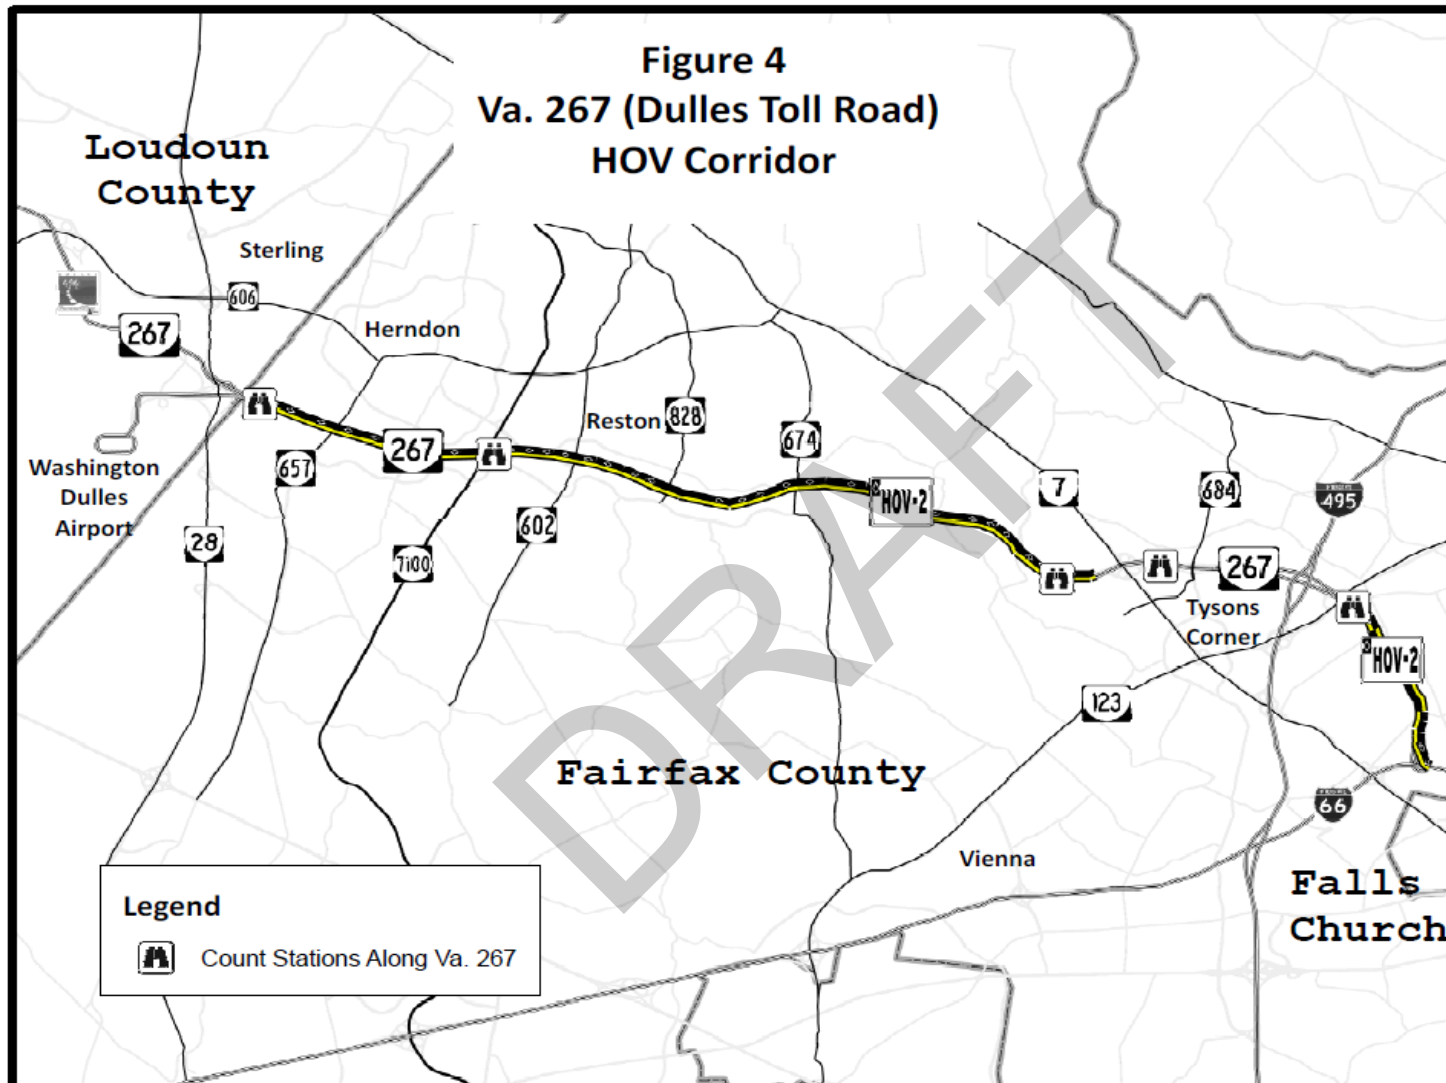 Figure 4
Va. 267 (Dulles Toll Road)
HOV Corridor
Loudoun
County
Sterling
606
267
Herndon
Reston
828
674
267
657
Washington
Dulles
Airport
28
7100
602
HOV-2
7
684
495
267
Tysons
Corner
HOV-2
123
DRAFT
Fairfax County
66
Vienna
Falls
Church
Legend
Count Stations Along Va. 267